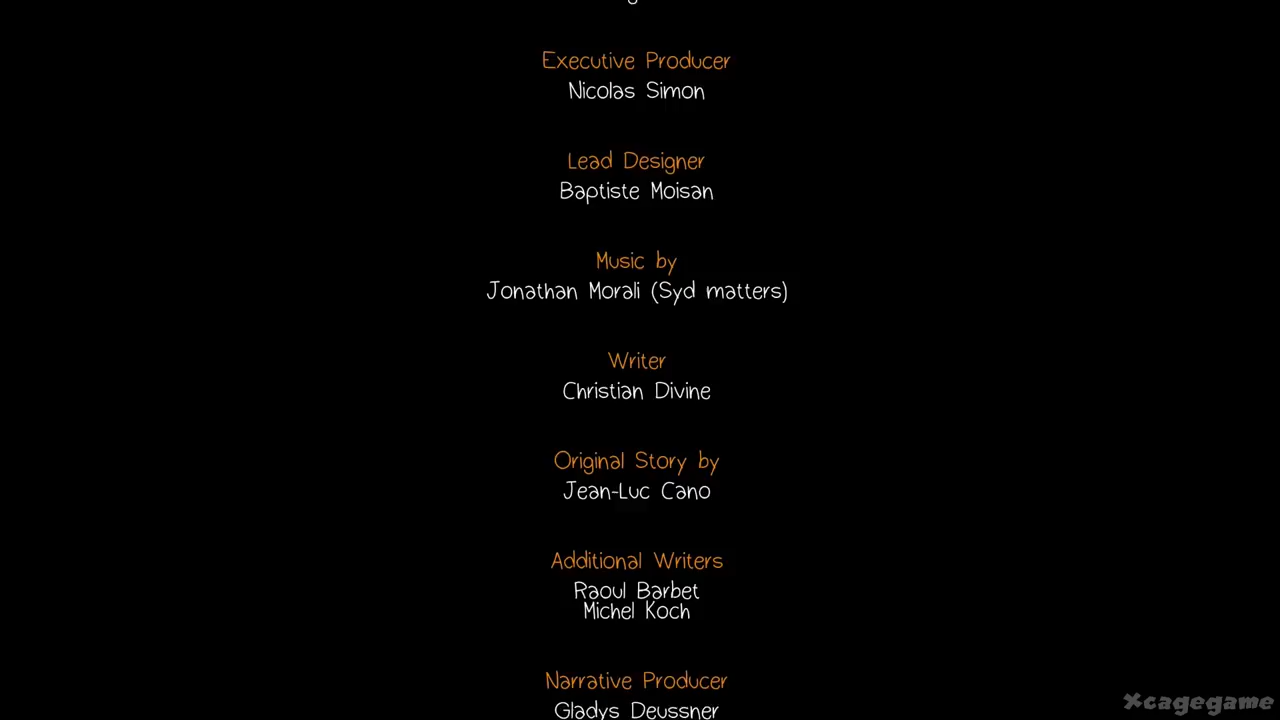 Executive Producer
Nicolas Simon
Lead Designer
Baptiste Moisan
Music by
Jonathan Morali (Syd matters)
Writer
Christian Divine
Original Story by
Jean-Luc Cano
Additional Writers
Raoul Barbet
Michel Koch
Narrative Producer
Gladys Deussner
Xcagegame